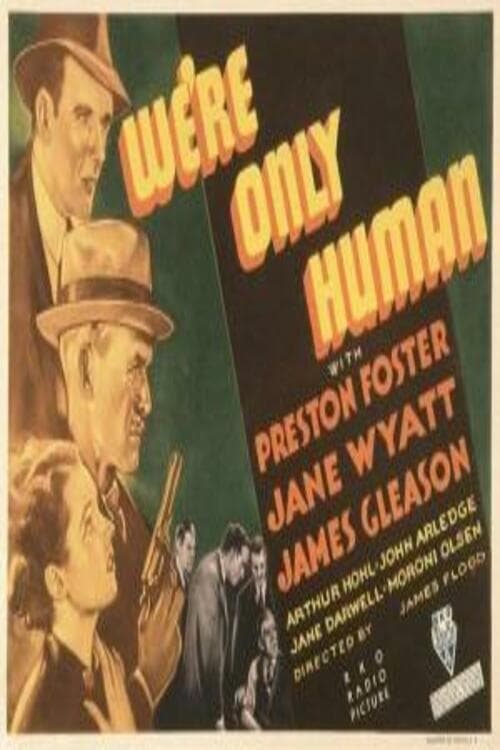 WE'RE
ONLY
HUMAN
WITH
PRESTON FOSTER
JANE WYATT
JAMES GLEASON
ARTHUR HOHL · JOHN ARLEDGE
JANE DARWELL · MORONI OLSEN
DIRECTED BY JAMES FLOOD
RKO
RADIO
PICTURE